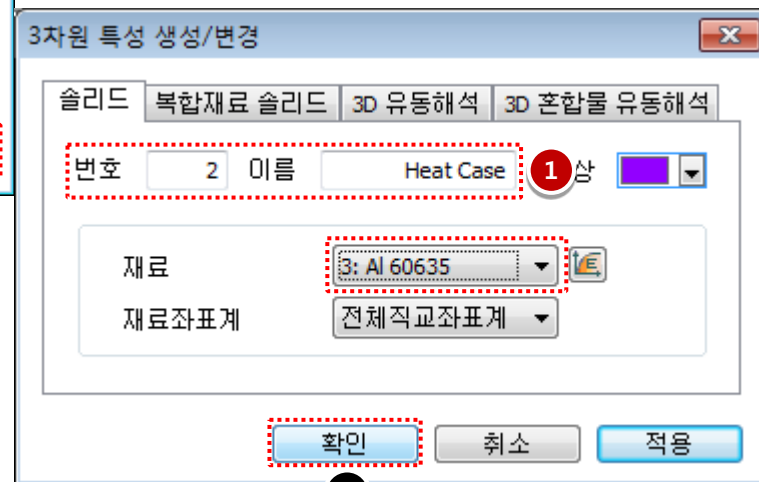 3차원 특성 생성/변경
솔리드 복합재료 솔리드 3D 유동해석 3D 혼합물 유동해석
번호 2 이름 Heat Case 1 상
재료 3: Al 60635
재료좌표계 전체직교좌표계
확인 취소 적용